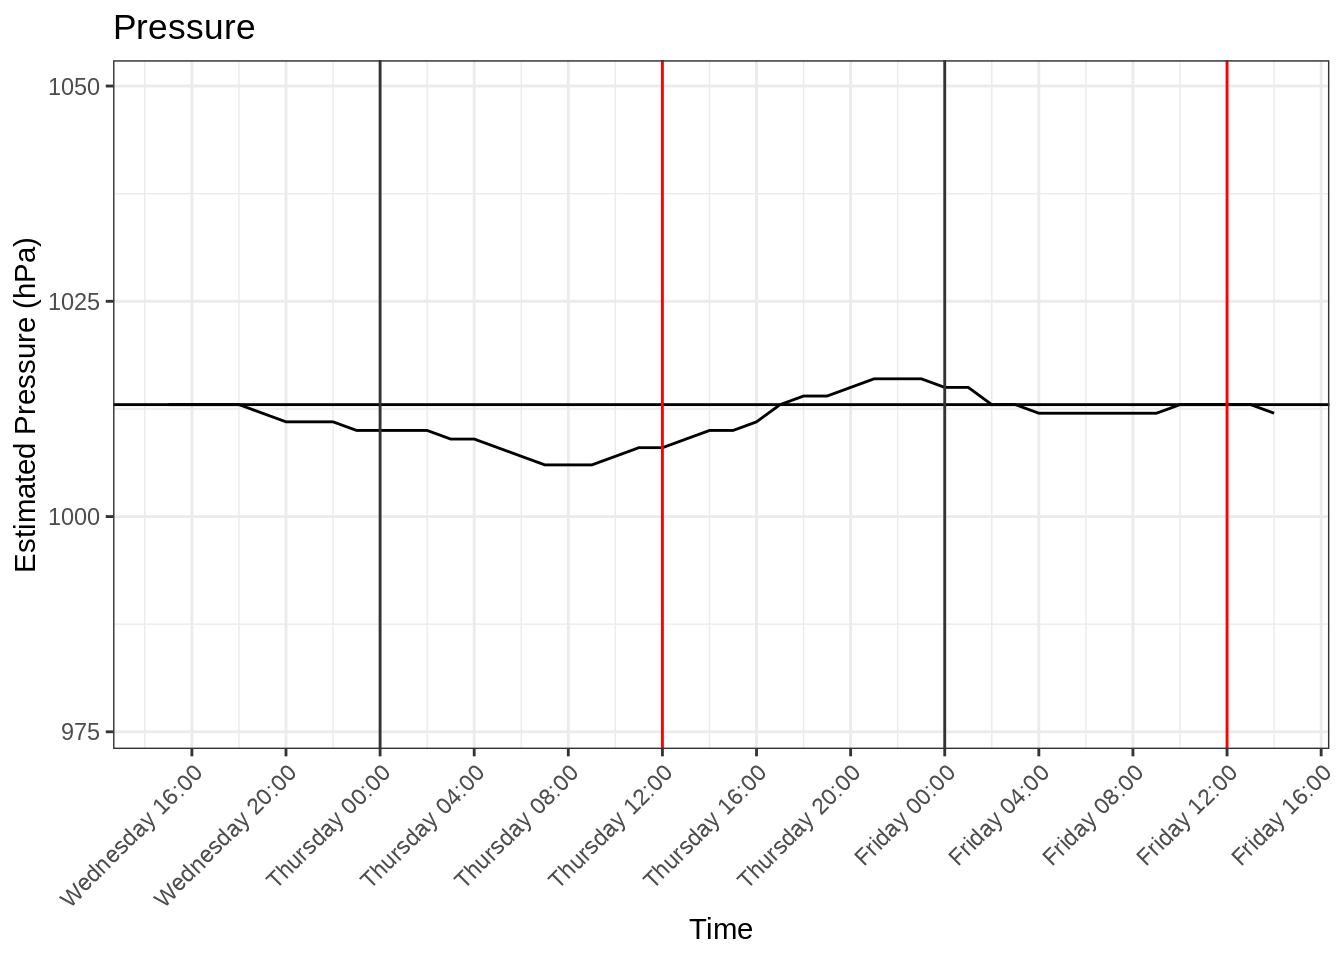 Pressure
Estimated Pressure (hPa)
1050
1025
1000
975
Wednesday 16:00
Wednesday 20:00
Thursday 00:00
Thursday 04:00
Thursday 08:00
Thursday 12:00
Thursday 16:00
Thursday 20:00
Friday 00:00
Friday 04:00
Friday 08:00
Friday 12:00
Friday 16:00
Time